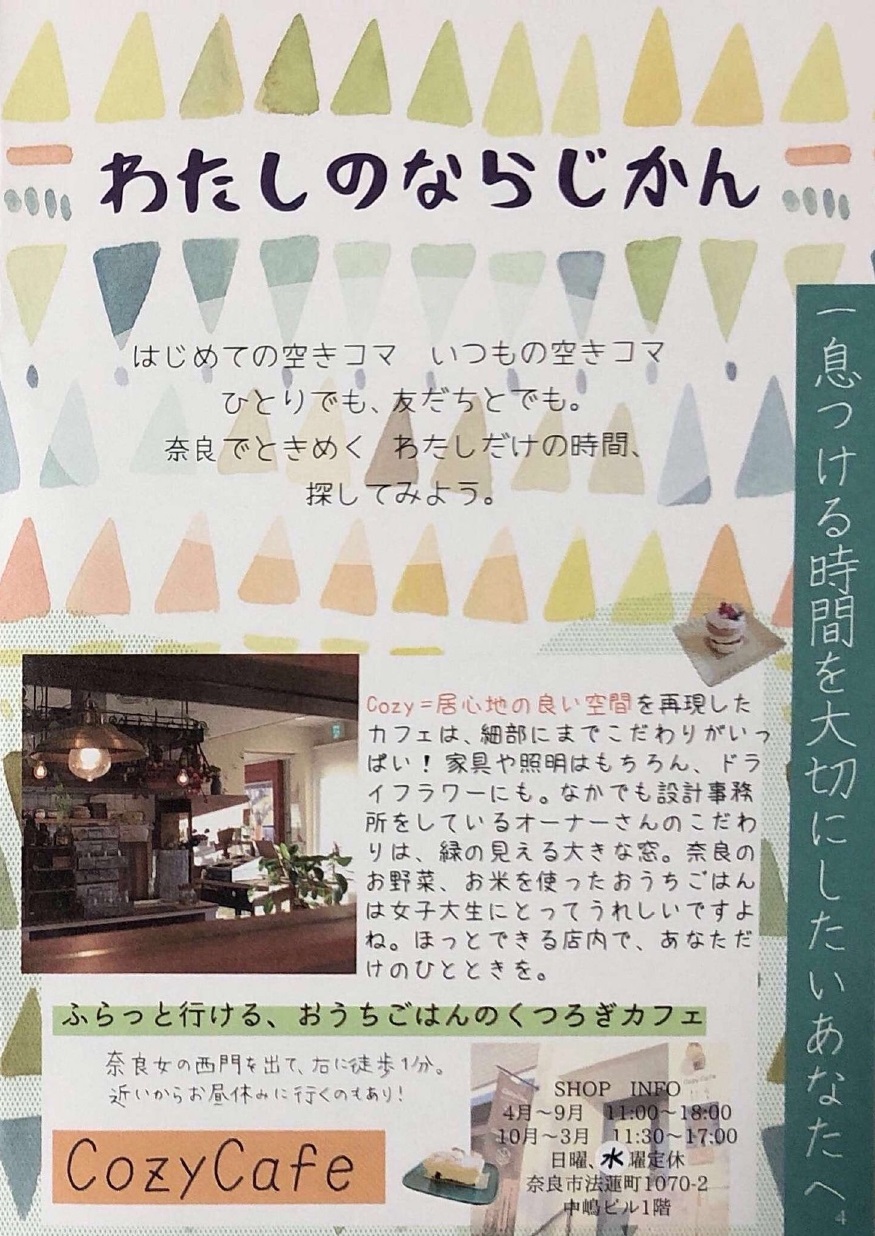 わたしのならじかん
はじめての空きコマ　いつもの空きコマ
ひとりでも、友だちとでも。
奈良でときめく　わたしだけの時間、
探してみよう。
一息つける時間を大切にしたいあなたへ
Cozy=居心地の良い空間を再現した
カフェは、細部にまでこだわりがいっ
ぱい！家具や照明はもちろん、ドラ
イフラワーにも。なかでも設計事務
所をしているオーナーさんのこだわ
りは、緑の見える大きな窓。奈良の
お野菜、お米を使ったおうちごはん
は女子大生にとってうれしいですよ
ね。ほっとできる店内で、あなただ
けのひとときを。
ふらっと行ける、おうちごはんのくつろぎカフェ
奈良女の西門を出て、右に徒歩1分。
近いからお昼休みに行くのもあり！
CozyCafe
SHOP　INFO
4月～9月　11:00～18:00
10月～3月　11:30～17:00
日曜、水曜定休
奈良市法蓮町1070-2
中嶋ビル1階
4